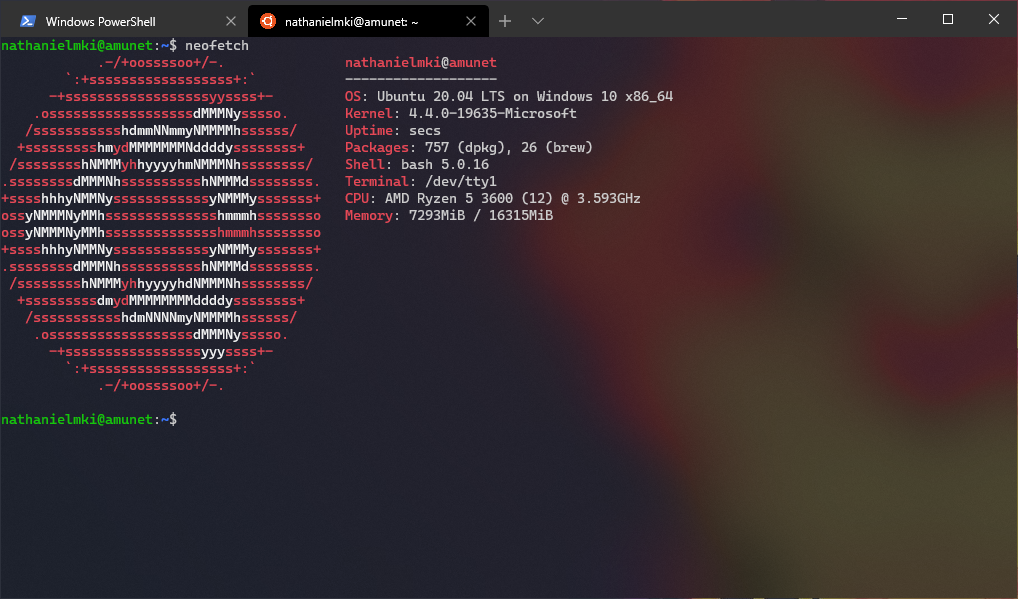 Windows PowerShell
nathanielmki@amunet: ~
nathanielmki@amunet:~$ neofetch
.-/+oossssoo+/-.
`:+ssssssssssssssssss+:`
-+ssssssssssssssssssyyssss+-
.ossssssssssssssssssdMMMNysssso.
/ssssssssssshdmmNNmmyNMMMMhssssss/
+ssssssssshmydMMMMMMMNddddyssssssss+
/sssssssshNMMMyhhyyyyhmNMMMNhssssssss/
.ssssssssdMMMNhsssssssssshNMMMdssssssss.
+sssshhhyNMMNyssssssssssssyNMMMysssssss+
ossyNMMMNyMMhsssssssssssssshmmmhssssssso
ossyNMMMNyMMhsssssssssssssshmmmhssssssso
+sssshhhyNMMNyssssssssssssyNMMMysssssss+
.ssssssssdMMMNhsssssssssshNMMMdssssssss.
/sssssssshNMMMyhhyyyyhdNMMMNhssssssss/
+sssssssssdmydMMMMMMMMddddyssssssss+
/ssssssssssshdmNNNNmyNMMMMhssssss/
.ossssssssssssssssssdMMMNysssso.
-+sssssssssssssssssyyyssss+-
`:+ssssssssssssssssss+:`
.-/+oossssoo+/-.
nathanielmki@amunet
-------------------
OS: Ubuntu 20.04 LTS on Windows 10 x86_64
Kernel: 4.4.0-19635-Microsoft
Uptime: secs
Packages: 757 (dpkg), 26 (brew)
Shell: bash 5.0.16
Terminal: /dev/tty1
CPU: AMD Ryzen 5 3600 (12) @ 3.593GHz
Memory: 7293MiB / 16315MiB
nathanielmki@amunet:~$